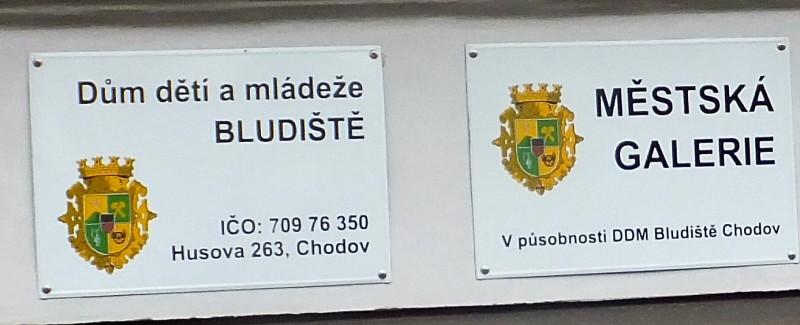 Dům dětí a mládeže
BLUDIŠTĚ
IČO: 709 76 350
Husova 263, Chodov
MĚSTSKÁ
GALERIE
V působnosti DDM Bludiště Chodov